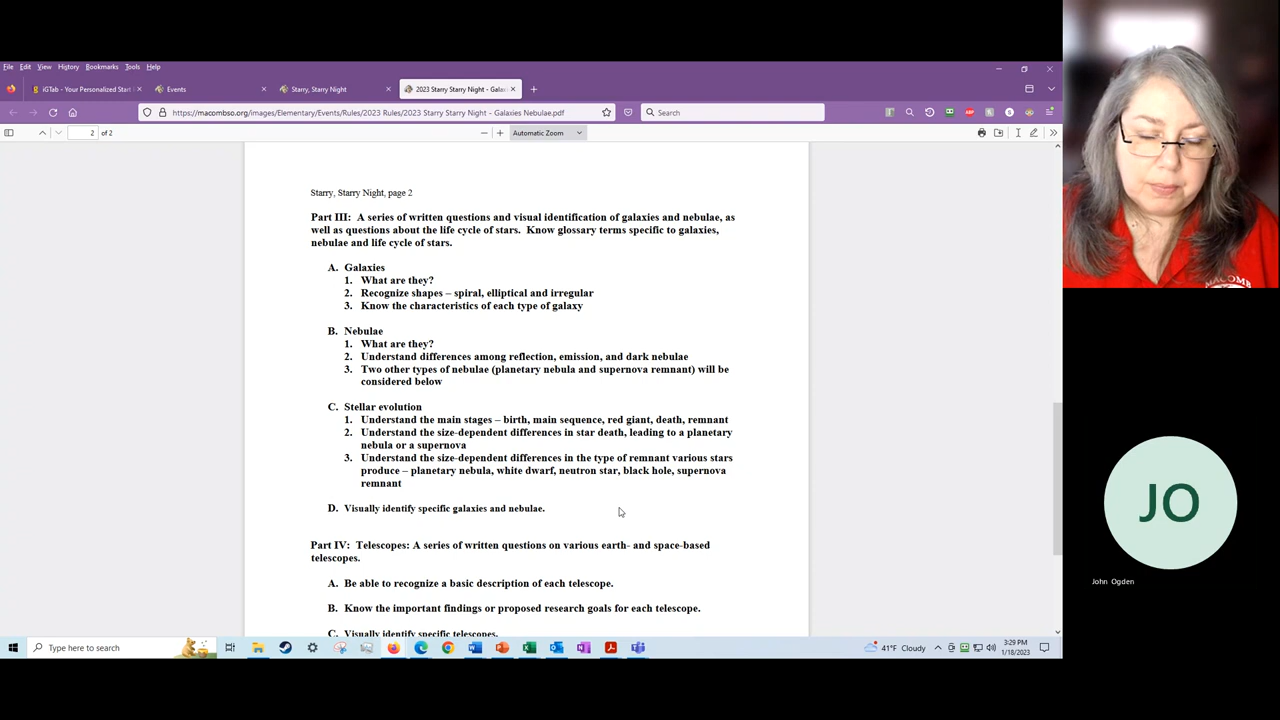 File Edit View History Bookmarks Tools Help
iGTab - Your Personalized Start
Events
Starry, Starry Night
2023 Starry Starry Night - Galaxi
https://macombso.org/images/Elementary/Events/Rules/2023 Rules/2023 Starry Starry Night - Galaxies Nebulae.pdf
Search
2 of 2
Automatic Zoom
Starry, Starry Night, page 2
Part III: A series of written questions and visual identification of galaxies and nebulae, as
well as questions about the life cycle of stars. Know glossary terms specific to galaxies,
nebulae and life cycle of stars.
A. Galaxies
1. What are they?
2. Recognize shapes – spiral, elliptical and irregular
3. Know the characteristics of each type of galaxy
B. Nebulae
1. What are they?
2. Understand differences among reflection, emission, and dark nebulae
3. Two other types of nebulae (planetary nebula and supernova remnant) will be
considered below
C. Stellar evolution
1. Understand the main stages – birth, main sequence, red giant, death, remnant
2. Understand the size-dependent differences in star death, leading to a planetary
nebula or a supernova
3. Understand the size-dependent differences in the type of remnant various stars
produce – planetary nebula, white dwarf, neutron star, black hole, supernova
remnant
D. Visually identify specific galaxies and nebulae.
Part IV: Telescopes: A series of written questions on various earth- and space-based
telescopes.
A. Be able to recognize a basic description of each telescope.
B. Know the important findings or proposed research goals for each telescope.
C. Visually identify specific telescopes.
Type here to search
41°F Cloudy
3:29 PM
1/18/2023
MACOMB
JO
John Ogden